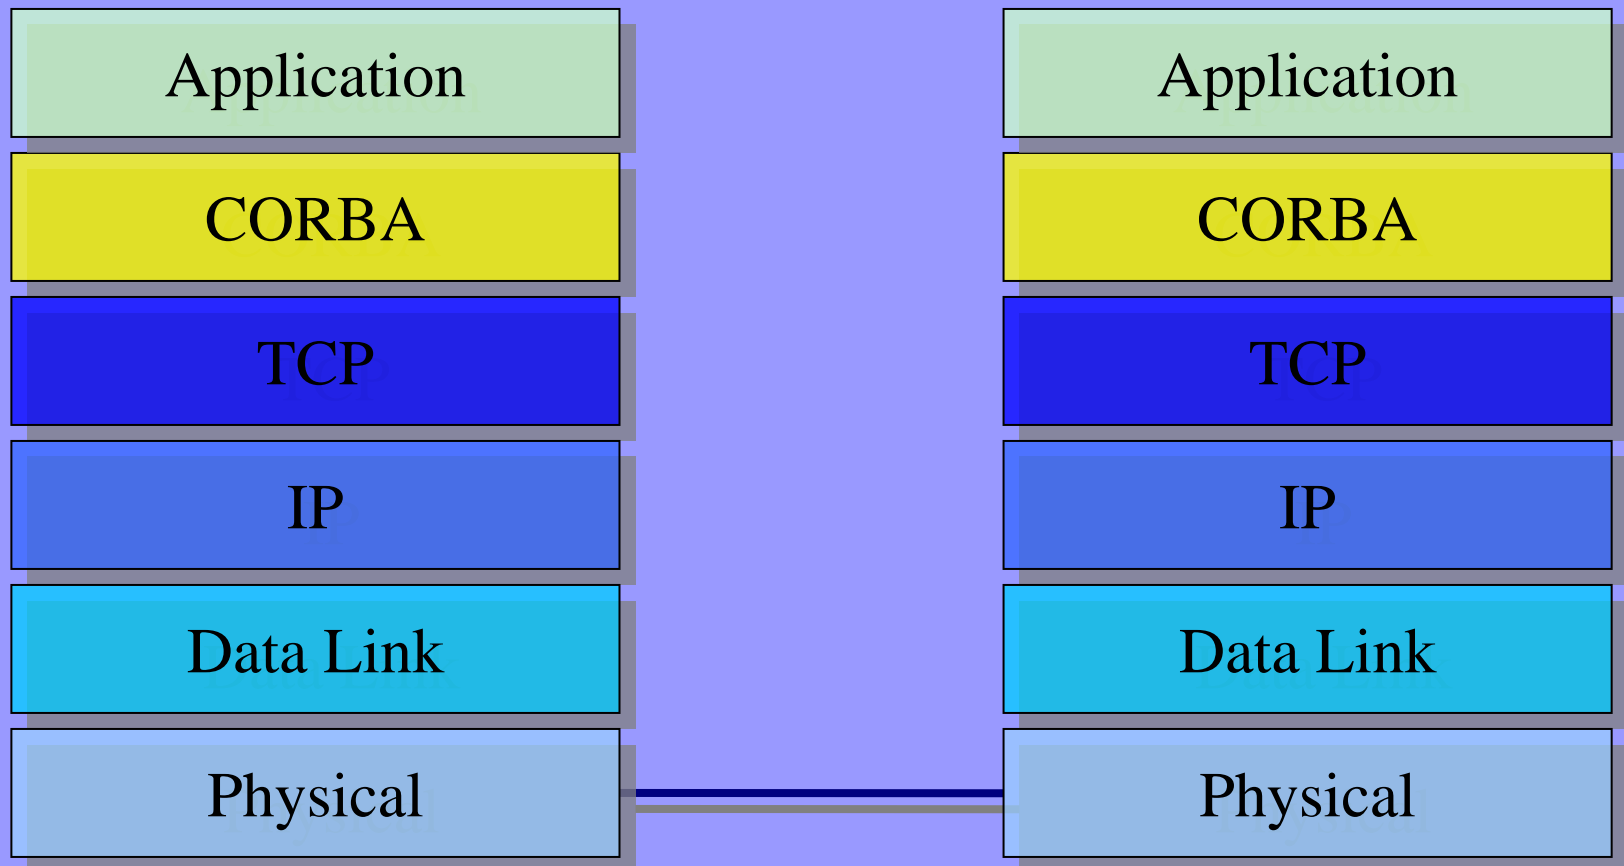 Application
CORBA
TCP
IP
Data Link
Physical
Application
CORBA
TCP
IP
Data Link
Physical